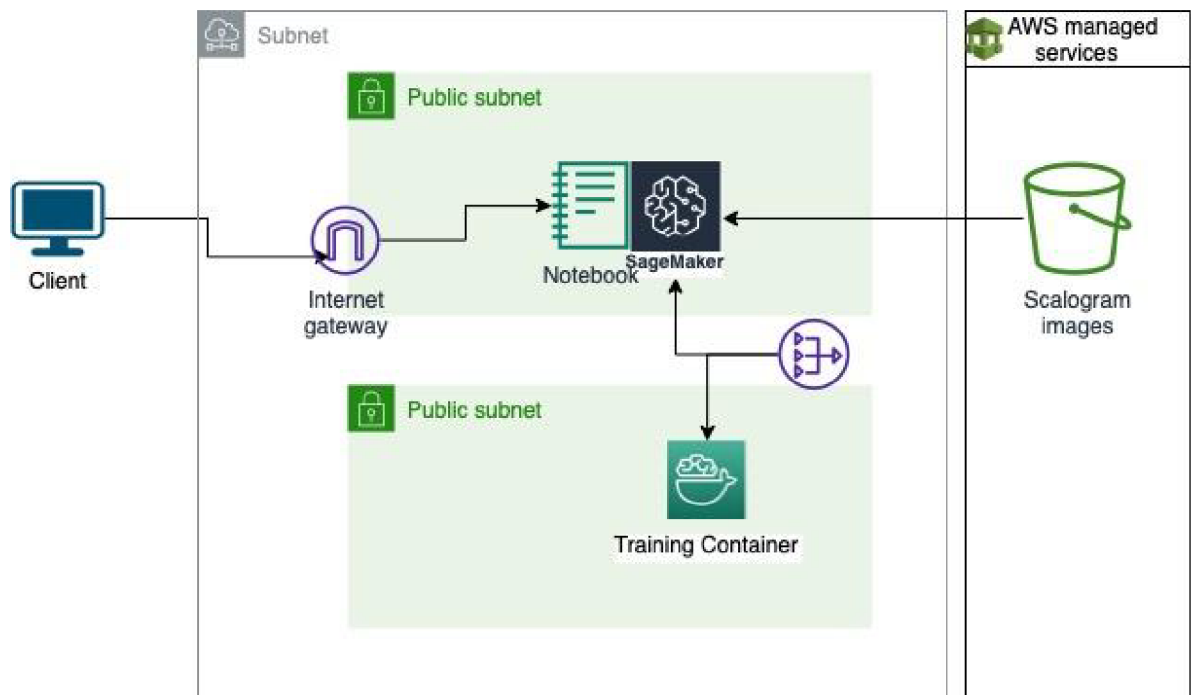 Subnet
AWS managed
services
Public subnet
Client
Internet
gateway
Notebook
SageMaker
Scalogram
images
Public subnet
Training Container